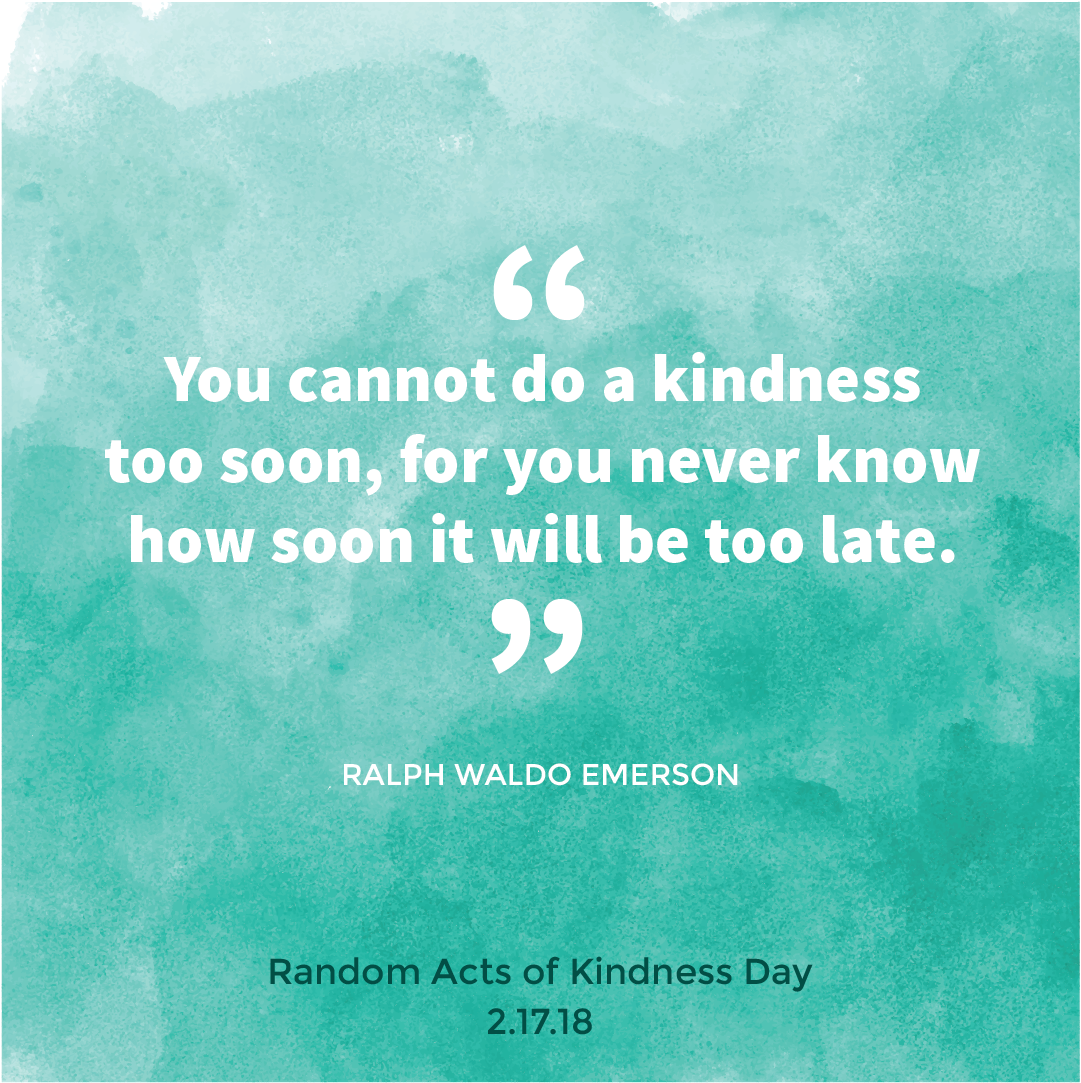 “
You cannot do a kindness
too soon, for you never know
how soon it will be too late.
”
RALPH WALDO EMERSON
Random Acts of Kindness Day
2.17.18